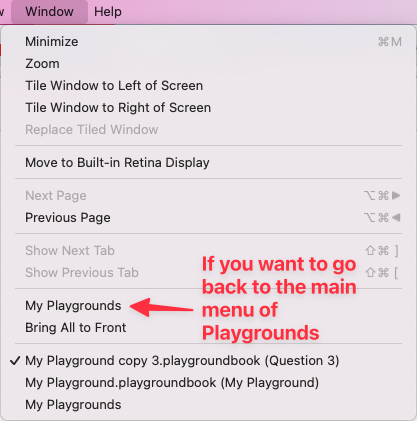 w Window Help
Minimize ⌘M
Zoom
Tile Window to Left of Screen
Tile Window to Right of Screen
Replace Tiled Window
Move to Built-in Retina Display
Next Page ⌥⌘▶
Previous Page ⌥⌘◀
Show Next Tab ⇧⌘ ]
Show Previous Tab ⇧⌘ [
If you want to go
back to the main
menu of
Playgrounds
My Playgrounds
Bring All to Front
✓ My Playground copy 3.playgroundbook (Question 3)
My Playground.playgroundbook (My Playground)
My Playgrounds